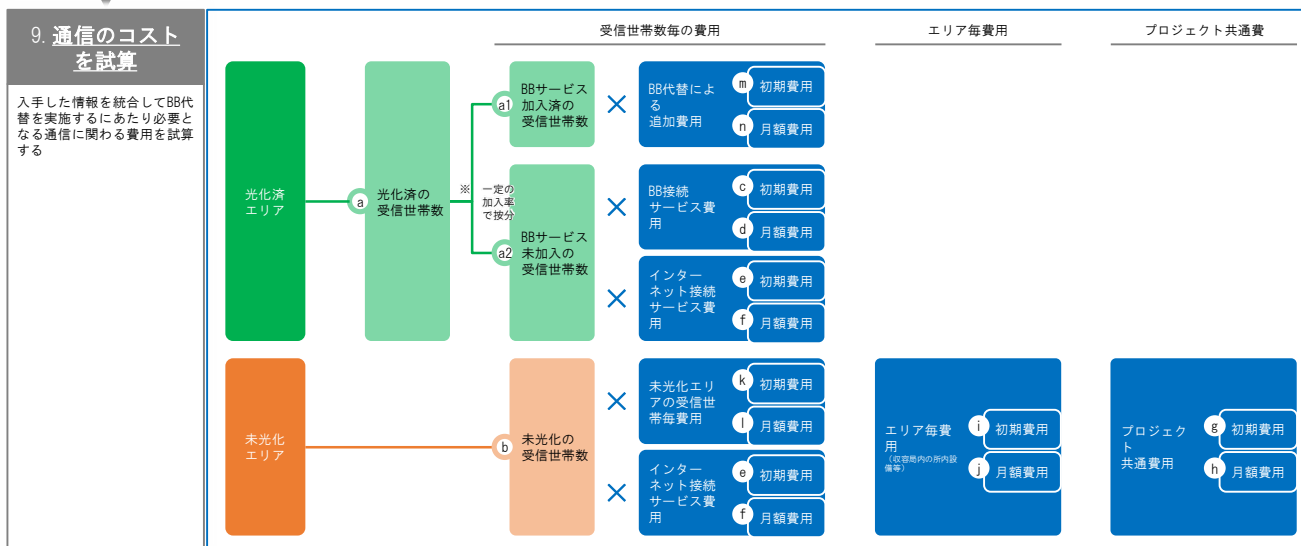 9. 通信のコスト
を試算
入手した情報を統合してBB代
替を実施するにあたり必要と
なる通信に関わる費用を試算
する
受信世帯数毎の費用
エリア毎費用
プロジェクト共通費
光化済
エリア
a
光化済の
受信世帯数
※
一定の
加入率
で按分
a1
BBサービス
加入済の
受信世帯数
×
BB代替によ
る
追加費用
m
初期費用
n
月額費用
a2
BBサービス
未加入の
受信世帯数
×
BB接続
サービス費
用
c
初期費用
d
月額費用
×
インター
ネット接続
サービス費
用
e
初期費用
f
月額費用
未光化
エリア
b
未光化の
受信世帯数
×
未光化エリ
アの受信世
帯毎費用
k
初期費用
l
月額費用
×
インター
ネット接続
サービス費
用
e
初期費用
f
月額費用
エリア毎費
用
(収容局内の所内設
備等)
i
初期費用
j
月額費用
プロジェク
ト
共通費用
g
初期費用
h
月額費用